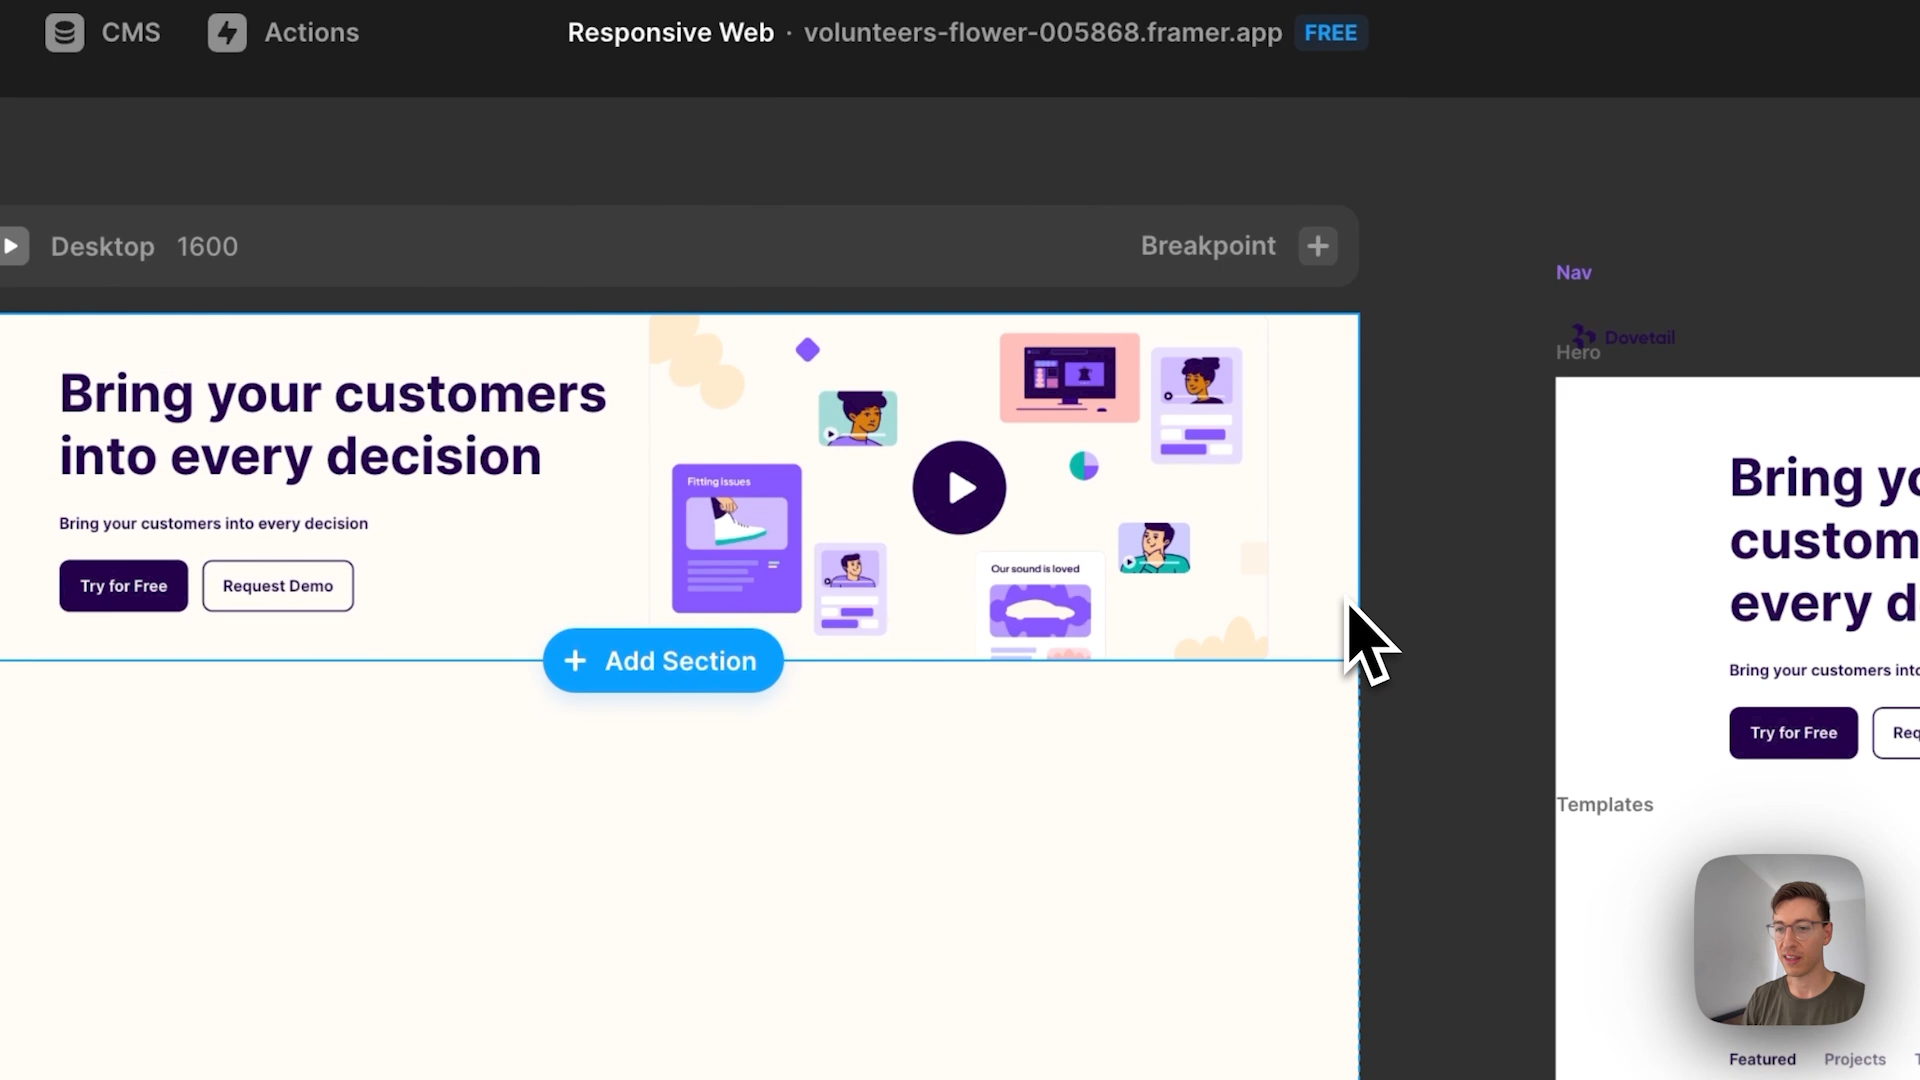 CMS
Actions
Responsive Web · volunteers-flower-005868.framer.app FREE
Desktop 1600
Breakpoint
Nav
Dovetail
Hero
Bring your customers
into every decision
Bring your customers into every decision
Try for Free
Request Demo
Fitting issues
Our sound is loved
Add Section
Bring yo
custom
every d
Bring your customers into
Try for Free
Req
Templates
Featured
Projects
T